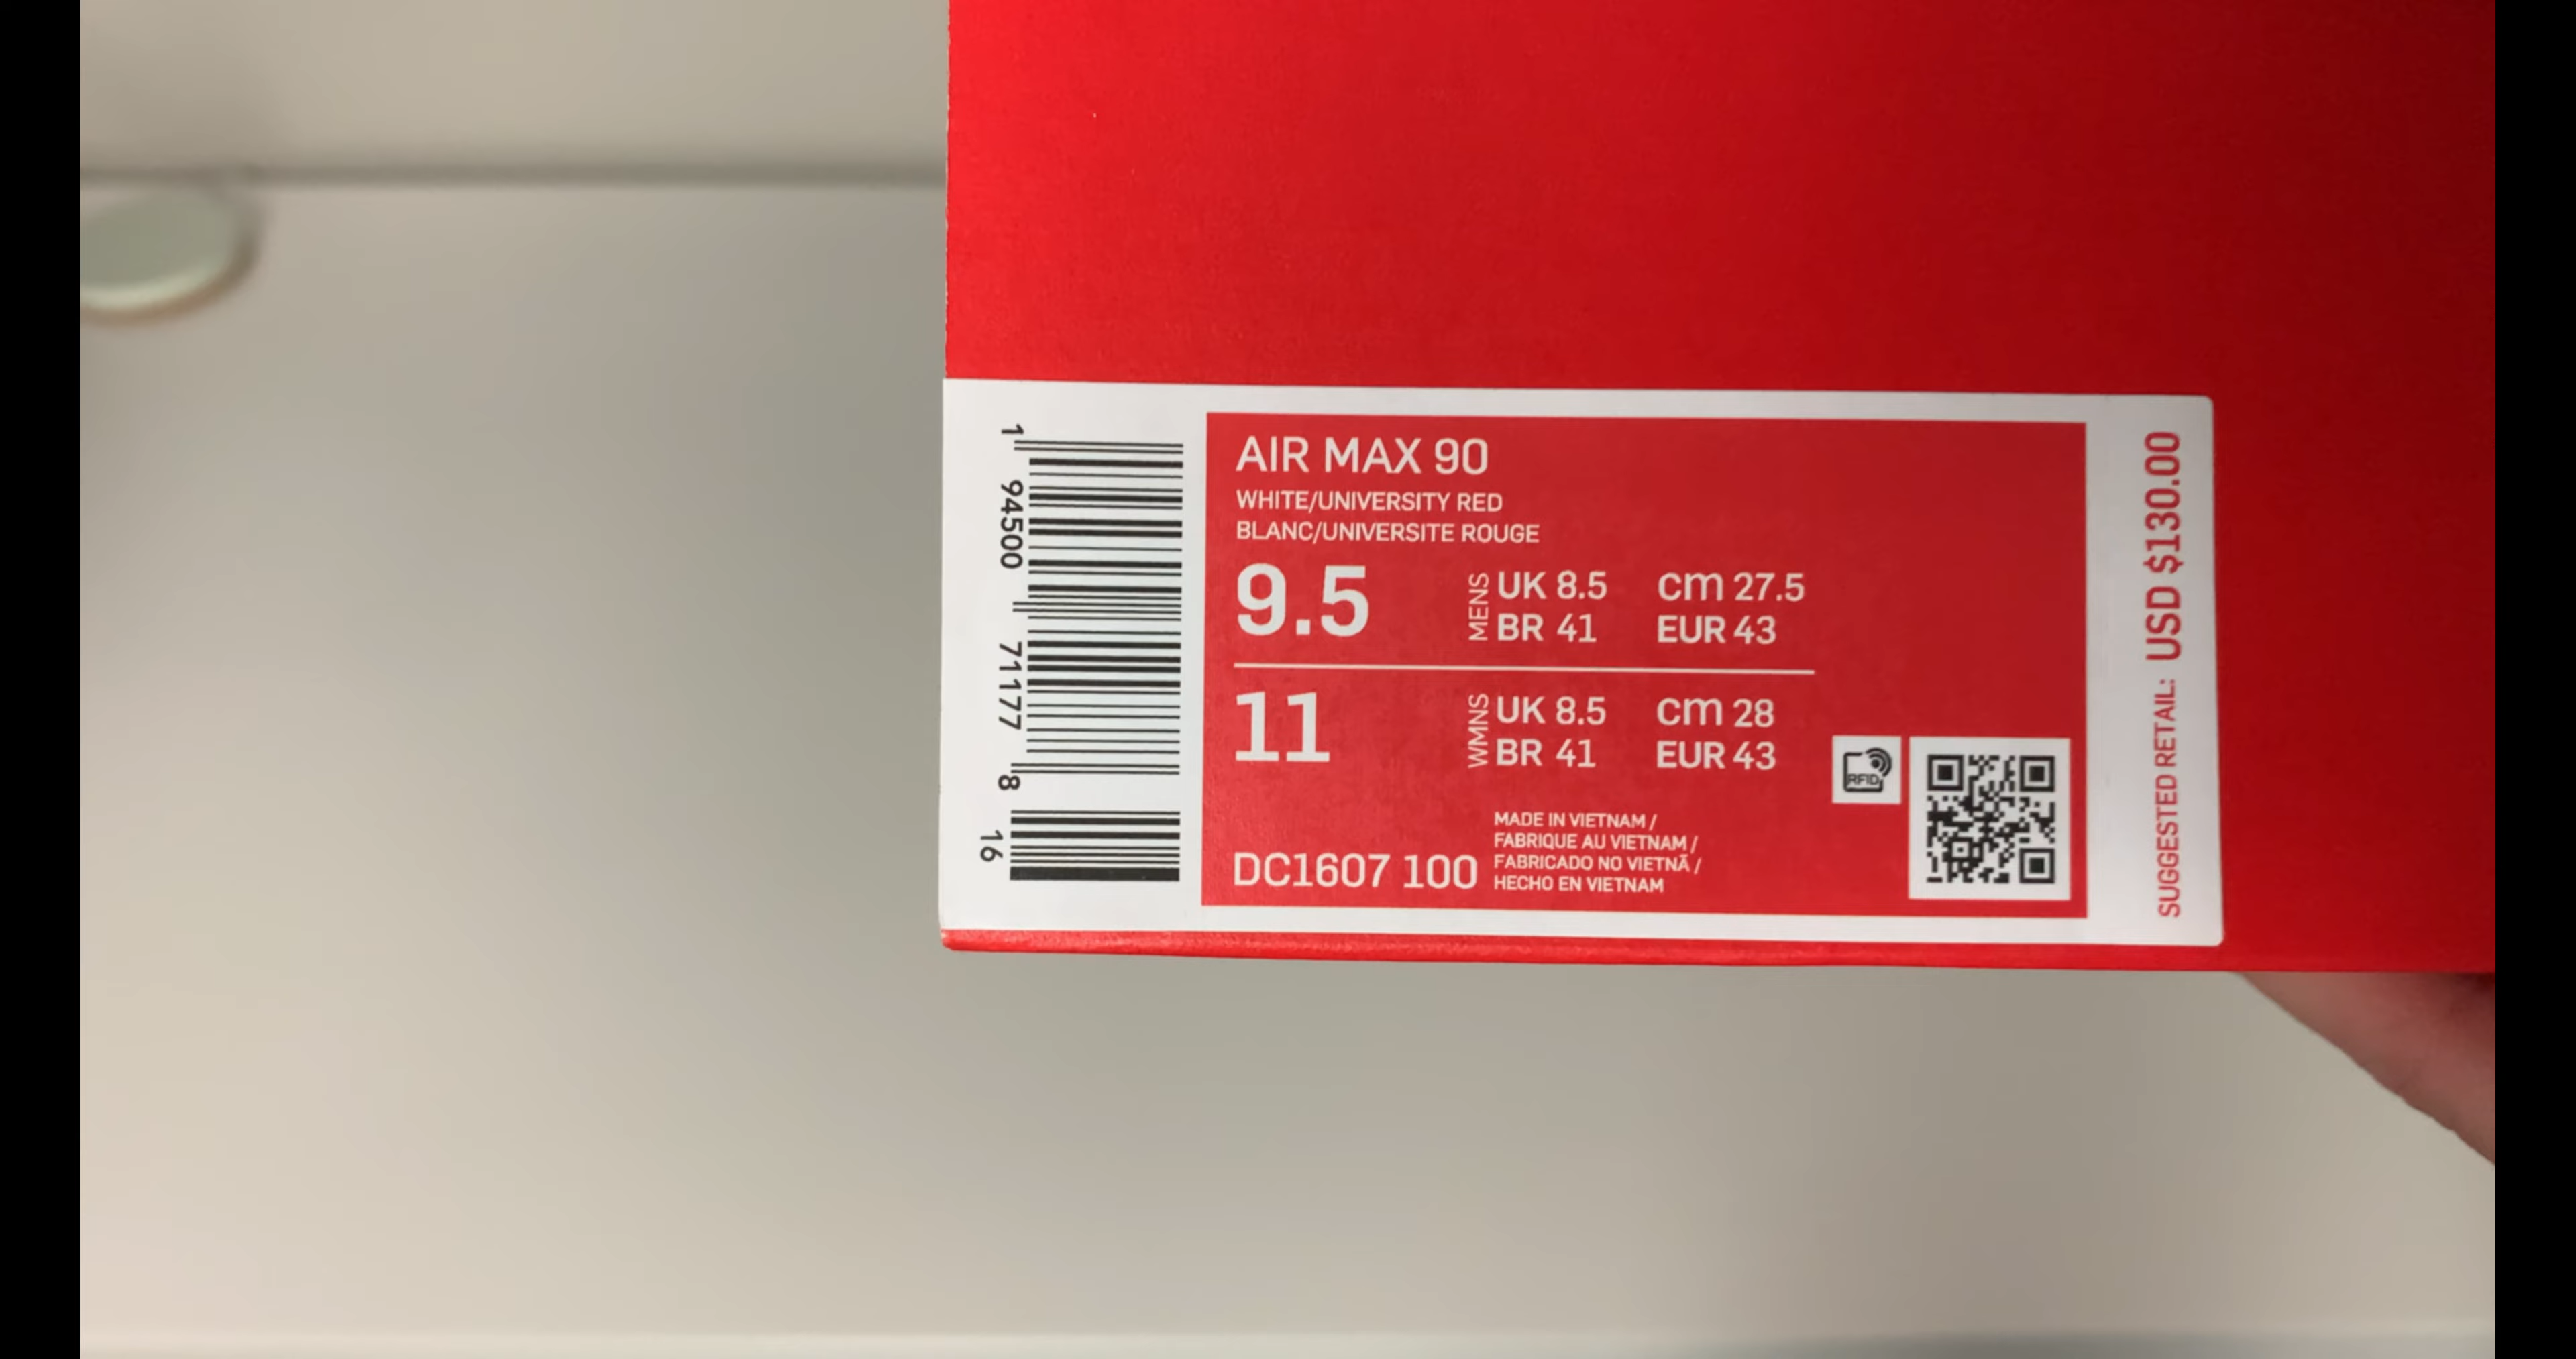 AIR MAX 90
WHITE/UNIVERSITY RED
BLANC/UNIVERSITE ROUGE
9.5
MENS
UK 8.5 cm 27.5
BR 41 EUR 43
11
WMNS
UK 8.5 cm 28
BR 41 EUR 43
RFID
DC1607 100
MADE IN VIETNAM /
FABRIQUE AU VIETNAM /
FABRICADO NO VIETNÃ /
HECHO EN VIETNAM
1 94500 71177 8
16
SUGGESTED RETAIL: USD $130.00